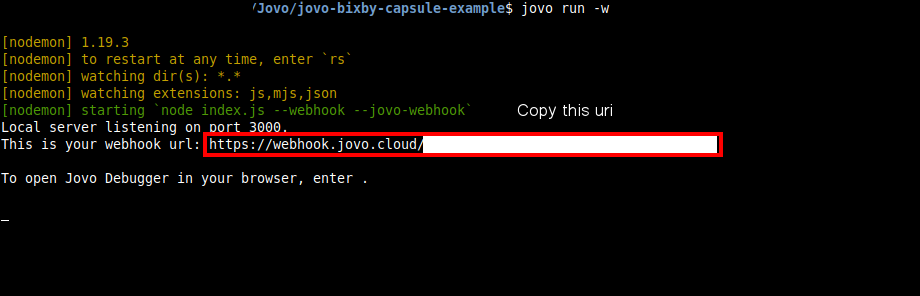 /Jovo/jovo-bixby-capsule-example$ jovo run -w
[nodemon] 1.19.3
[nodemon] to restart at any time, enter `rs`
[nodemon] watching dir(s): *.*
[nodemon] watching extensions: js,mjs,json
[nodemon] starting `node index.js --webhook --jovo-webhook`
Copy this uri
Local server listening on port 3000.
This is your webhook url: https://webhook.jovo.cloud/
To open Jovo Debugger in your browser, enter .
_